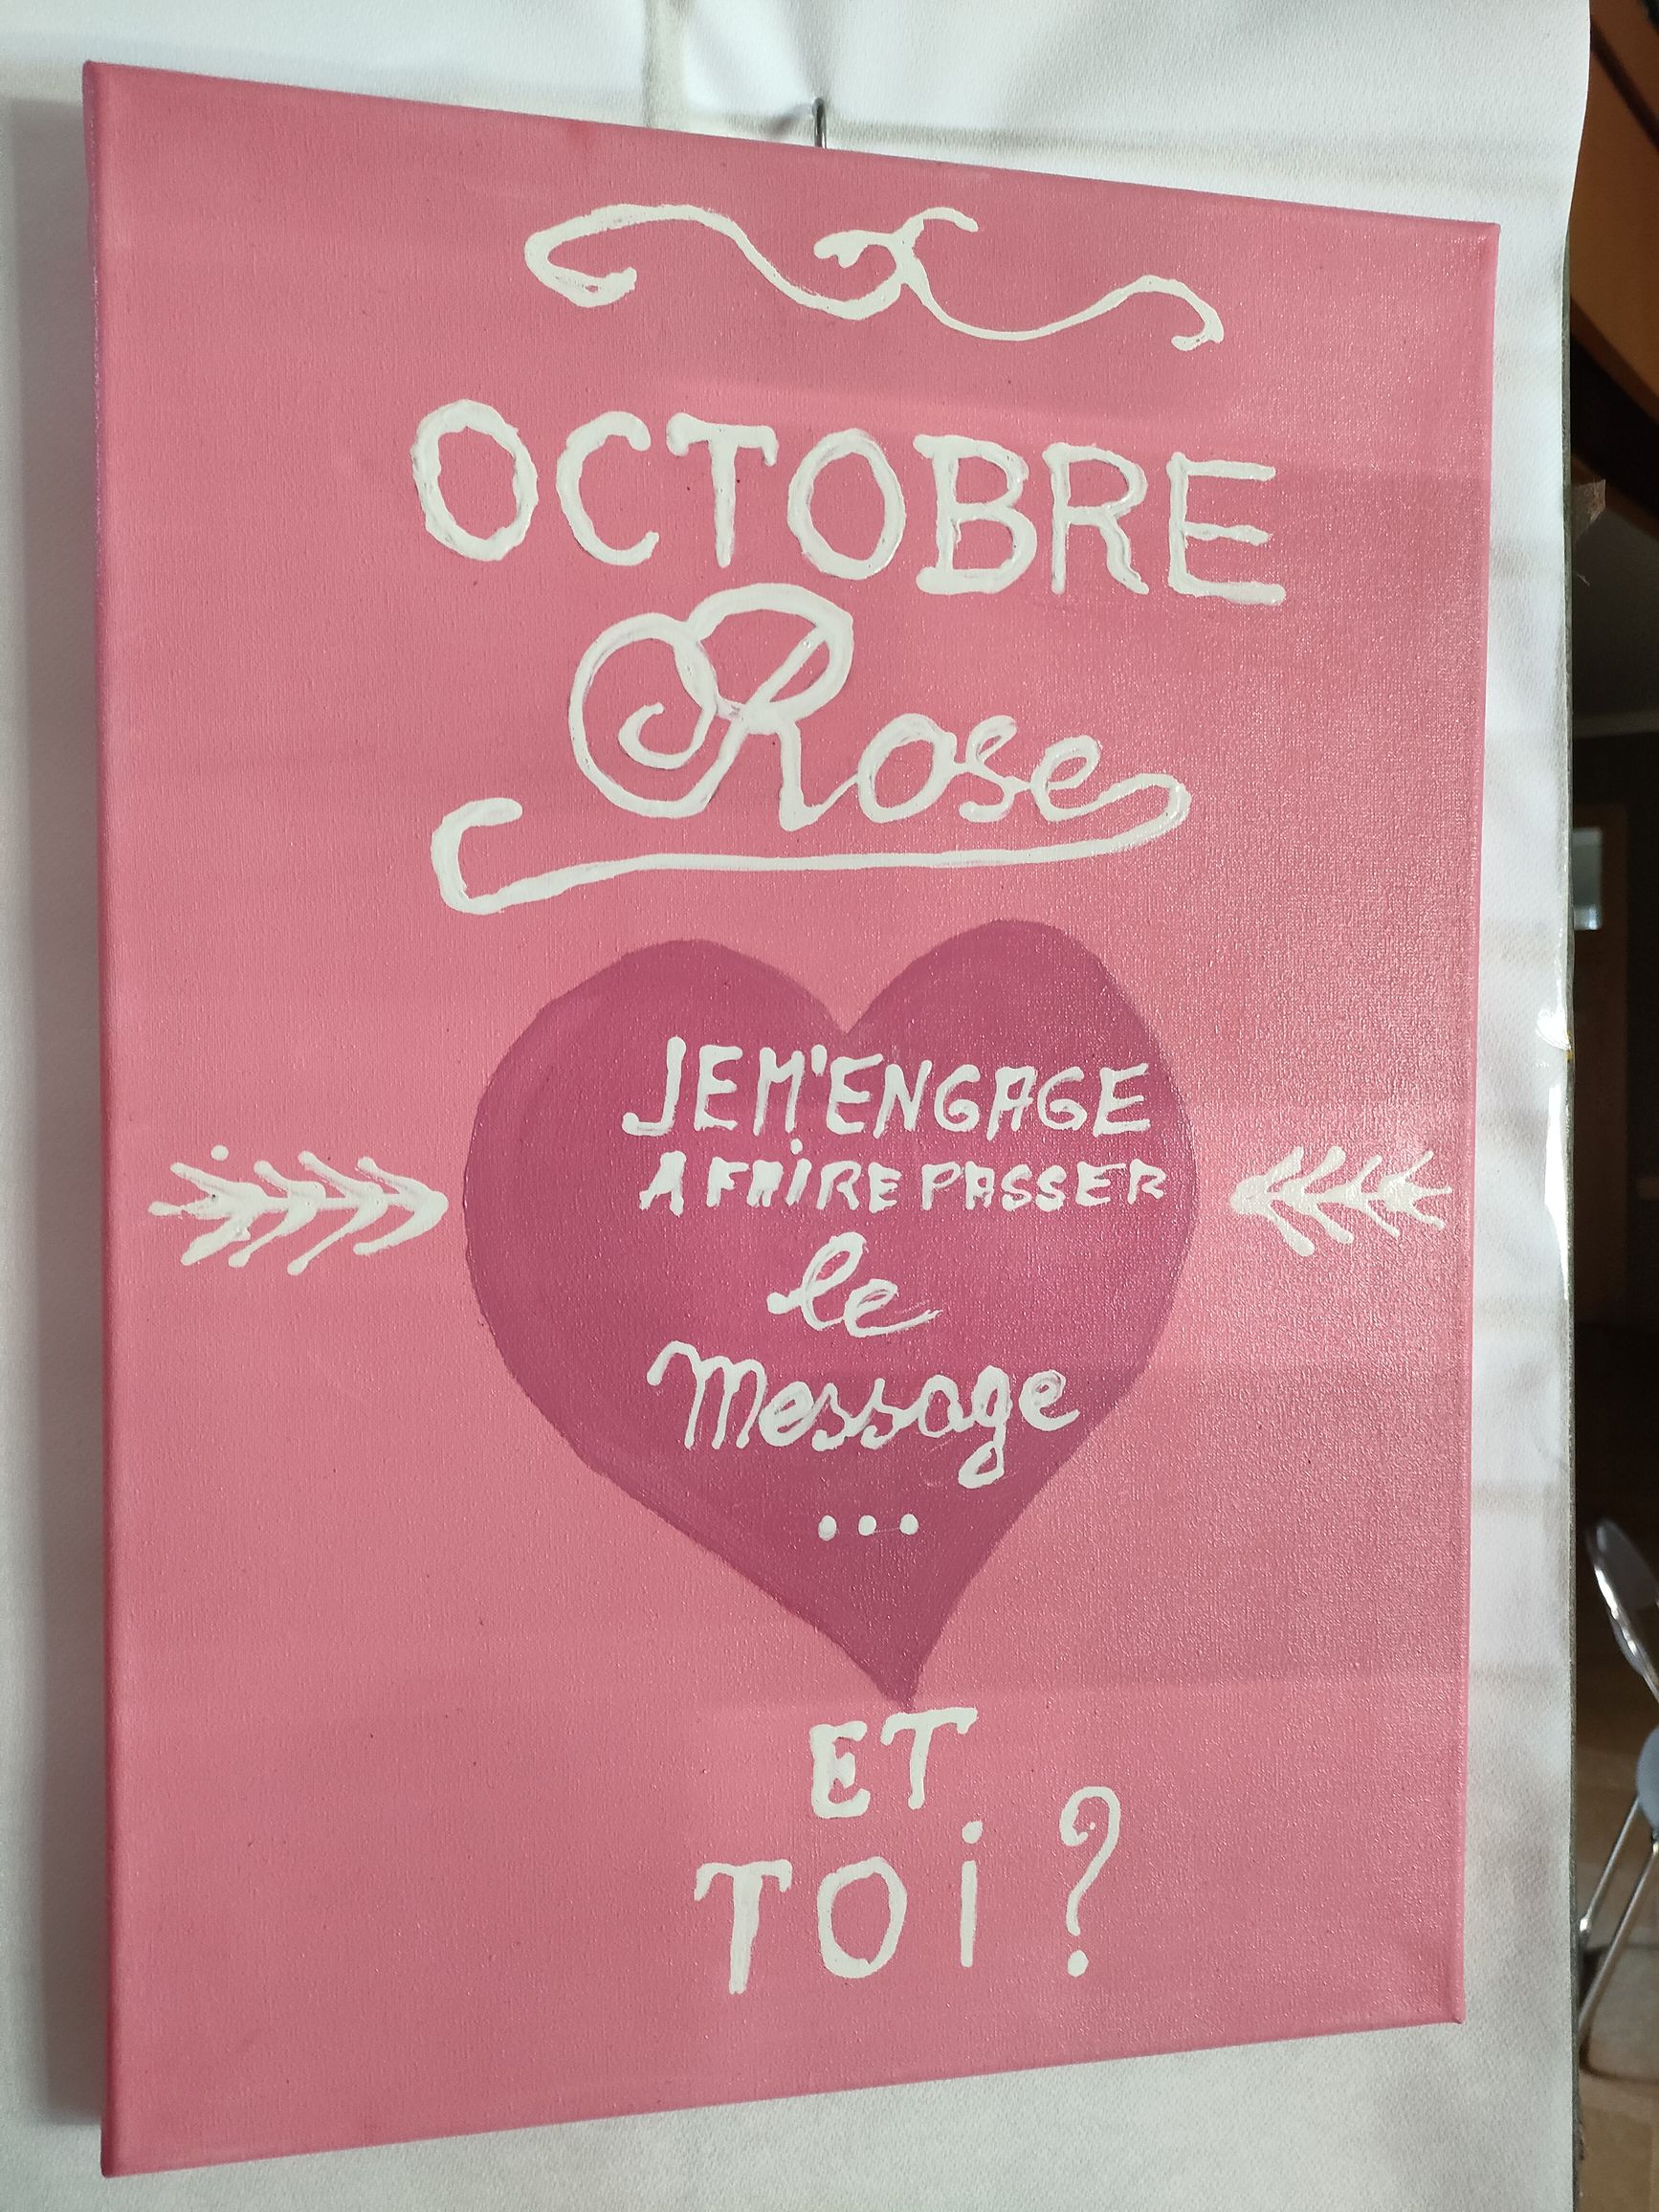 OCTOBRE
Rose
JE M'ENGAGE
A FAiRE PASSER
le
Message
...
ET
TOi ?